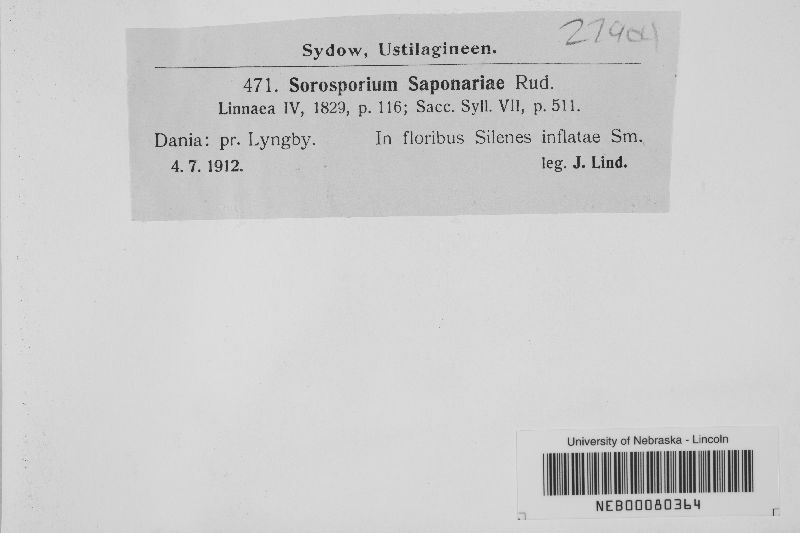 27904
Sydow, Ustilagineen.
471. Sorosporium Saponariae Rud.
Linnaea IV, 1829, p. 116; Sacc. Syll. VII, p. 511.
Dania: pr. Lyngby. In floribus Silenes inflatae Sm.
4. 7. 1912. leg. J. Lind.
University of Nebraska - Lincoln
NEB00080364